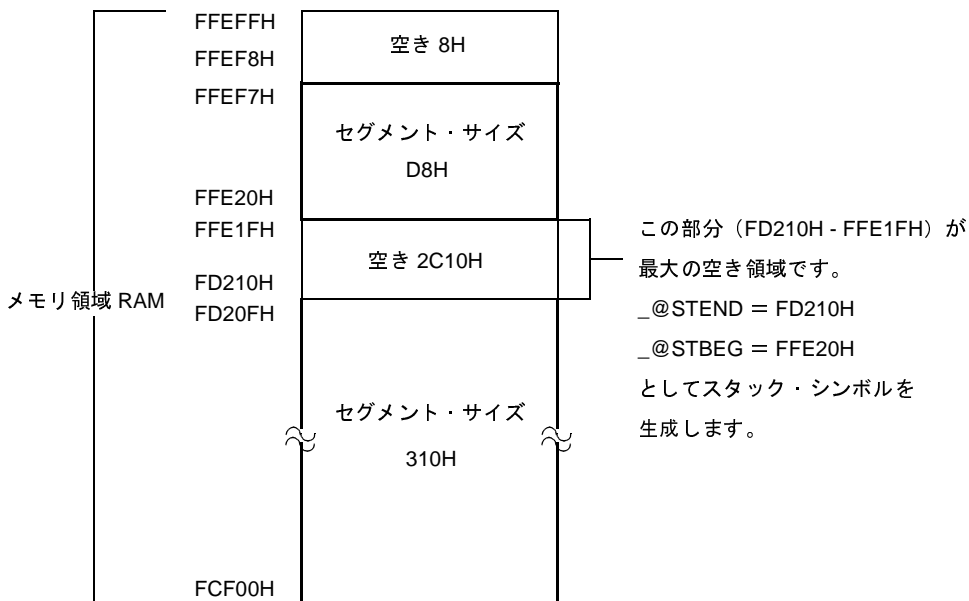 FFEFFH
空き 8H
FFEF8H
FFEF7H
セグメント・サイズ
D8H
FFE20H
FFE1FH
空き 2C10H
FD210H
FD20FH
メモリ領域 RAM
この部分（FD210H - FFE1FH）が
最大の空き領域です。
_@STEND ＝ FD210H
_@STBEG ＝ FFE20H
としてスタック・シンボルを
生成します。
セグメント・サイズ
310H
FCF00H